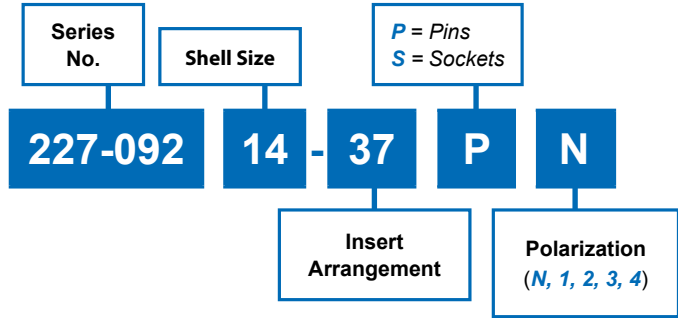 Series
No.
Shell Size
P = Pins
S = Sockets
227-092 14 - 37 P N
Insert
Arrangement
Polarization
(N, 1, 2, 3, 4)